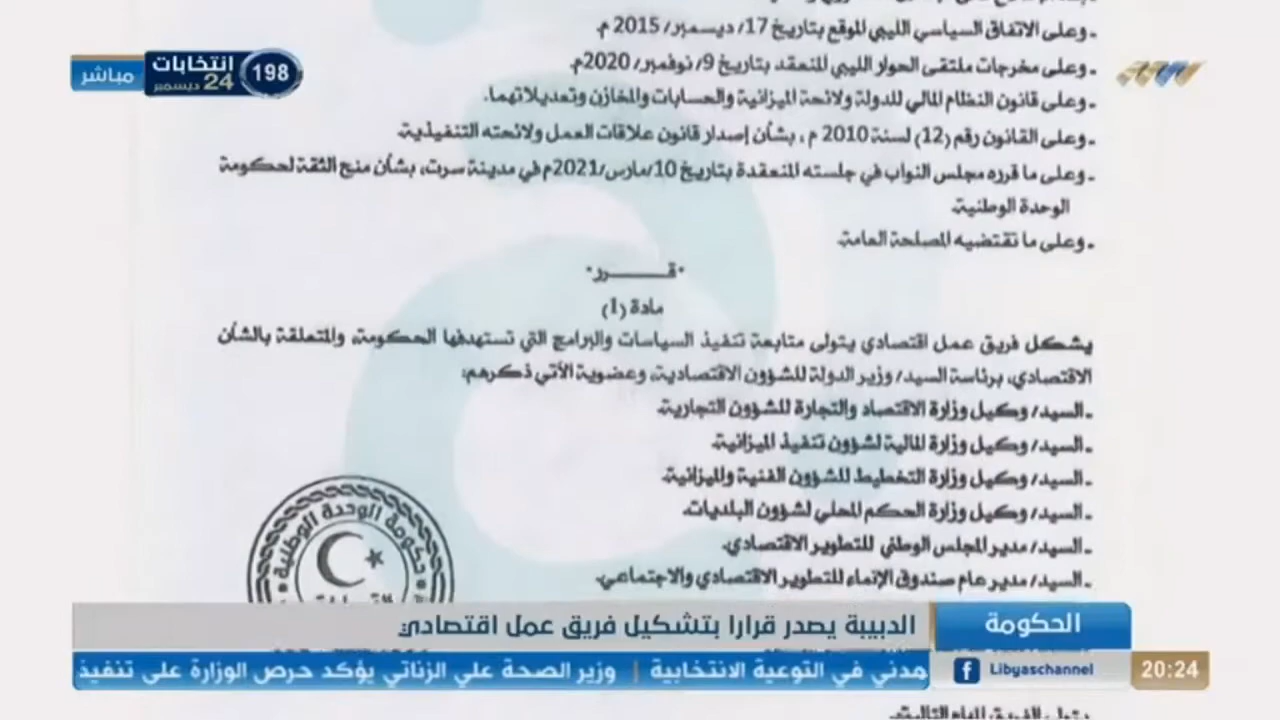 ـ وعلى الاتفاق السياسي الليبي الموقع بتاريخ 17/ ديسمبر/ 2015 م.
ـ وعلى مخرجات ملتقى الحوار الليبي المنعقد بتاريخ 9/ نوفمبر/ 2020م.
ـ وعلى قانون النظام المالي للدولة ولائحة الميزانية والحسابات والمخازن وتعديلاتهما.
ـ وعلى القانون رقم (12) لسنة 2010 م ، بشأن إصدار قانون علاقات العمل ولائحته التنفيذية.
ـ وعلى ما قرره مجلس النواب في جلسته المنعقدة بتاريخ 10/ مارس/ 2021م في مدينة سرت، بشأن منح الثقة لحكومة
الوحدة الوطنية.
ـ وعلى ما تقتضيه المصلحة العامة.
"قـــــــرر"
مادة (1)
يشكل فريق عمل اقتصادي يتولى متابعة تنفيذ السياسات والبرامج التي تستهدفها الحكومة، والمتعلقة بالشأن
الاقتصادي، برئاسة السيد/ وزير الدولة للشؤون الاقتصادية، وعضوية الآتي ذكرهم:
ـ السيد/ وكيل وزارة الاقتصاد والتجارة للشؤون التجارية.
ـ السيد/ وكيل وزارة المالية لشؤون تنفيذ الميزانية.
ـ السيد/ وكيل وزارة التخطيط للشؤون الفنية والميزانية.
ـ السيد/ وكيل وزارة الحكم المحلي لشؤون البلديات.
ـ السيد/ مدير المجلس الوطني للتطوير الاقتصادي.
ـ السيد/ مدير عام صندوق الإنماء للتطوير الاقتصادي والاجتماعي.
حكومة الوحدة الوطنية
انتخابات
24 ديسمبر
198
مباشر
الحكومة
الدبيبة يصدر قرارا بتشكيل فريق عمل اقتصادي
مدني في التوعية الانتخابية | وزير الصحة علي الزناتي يؤكد حرص الوزارة على تنفيذ
Libyaschannel
20:24